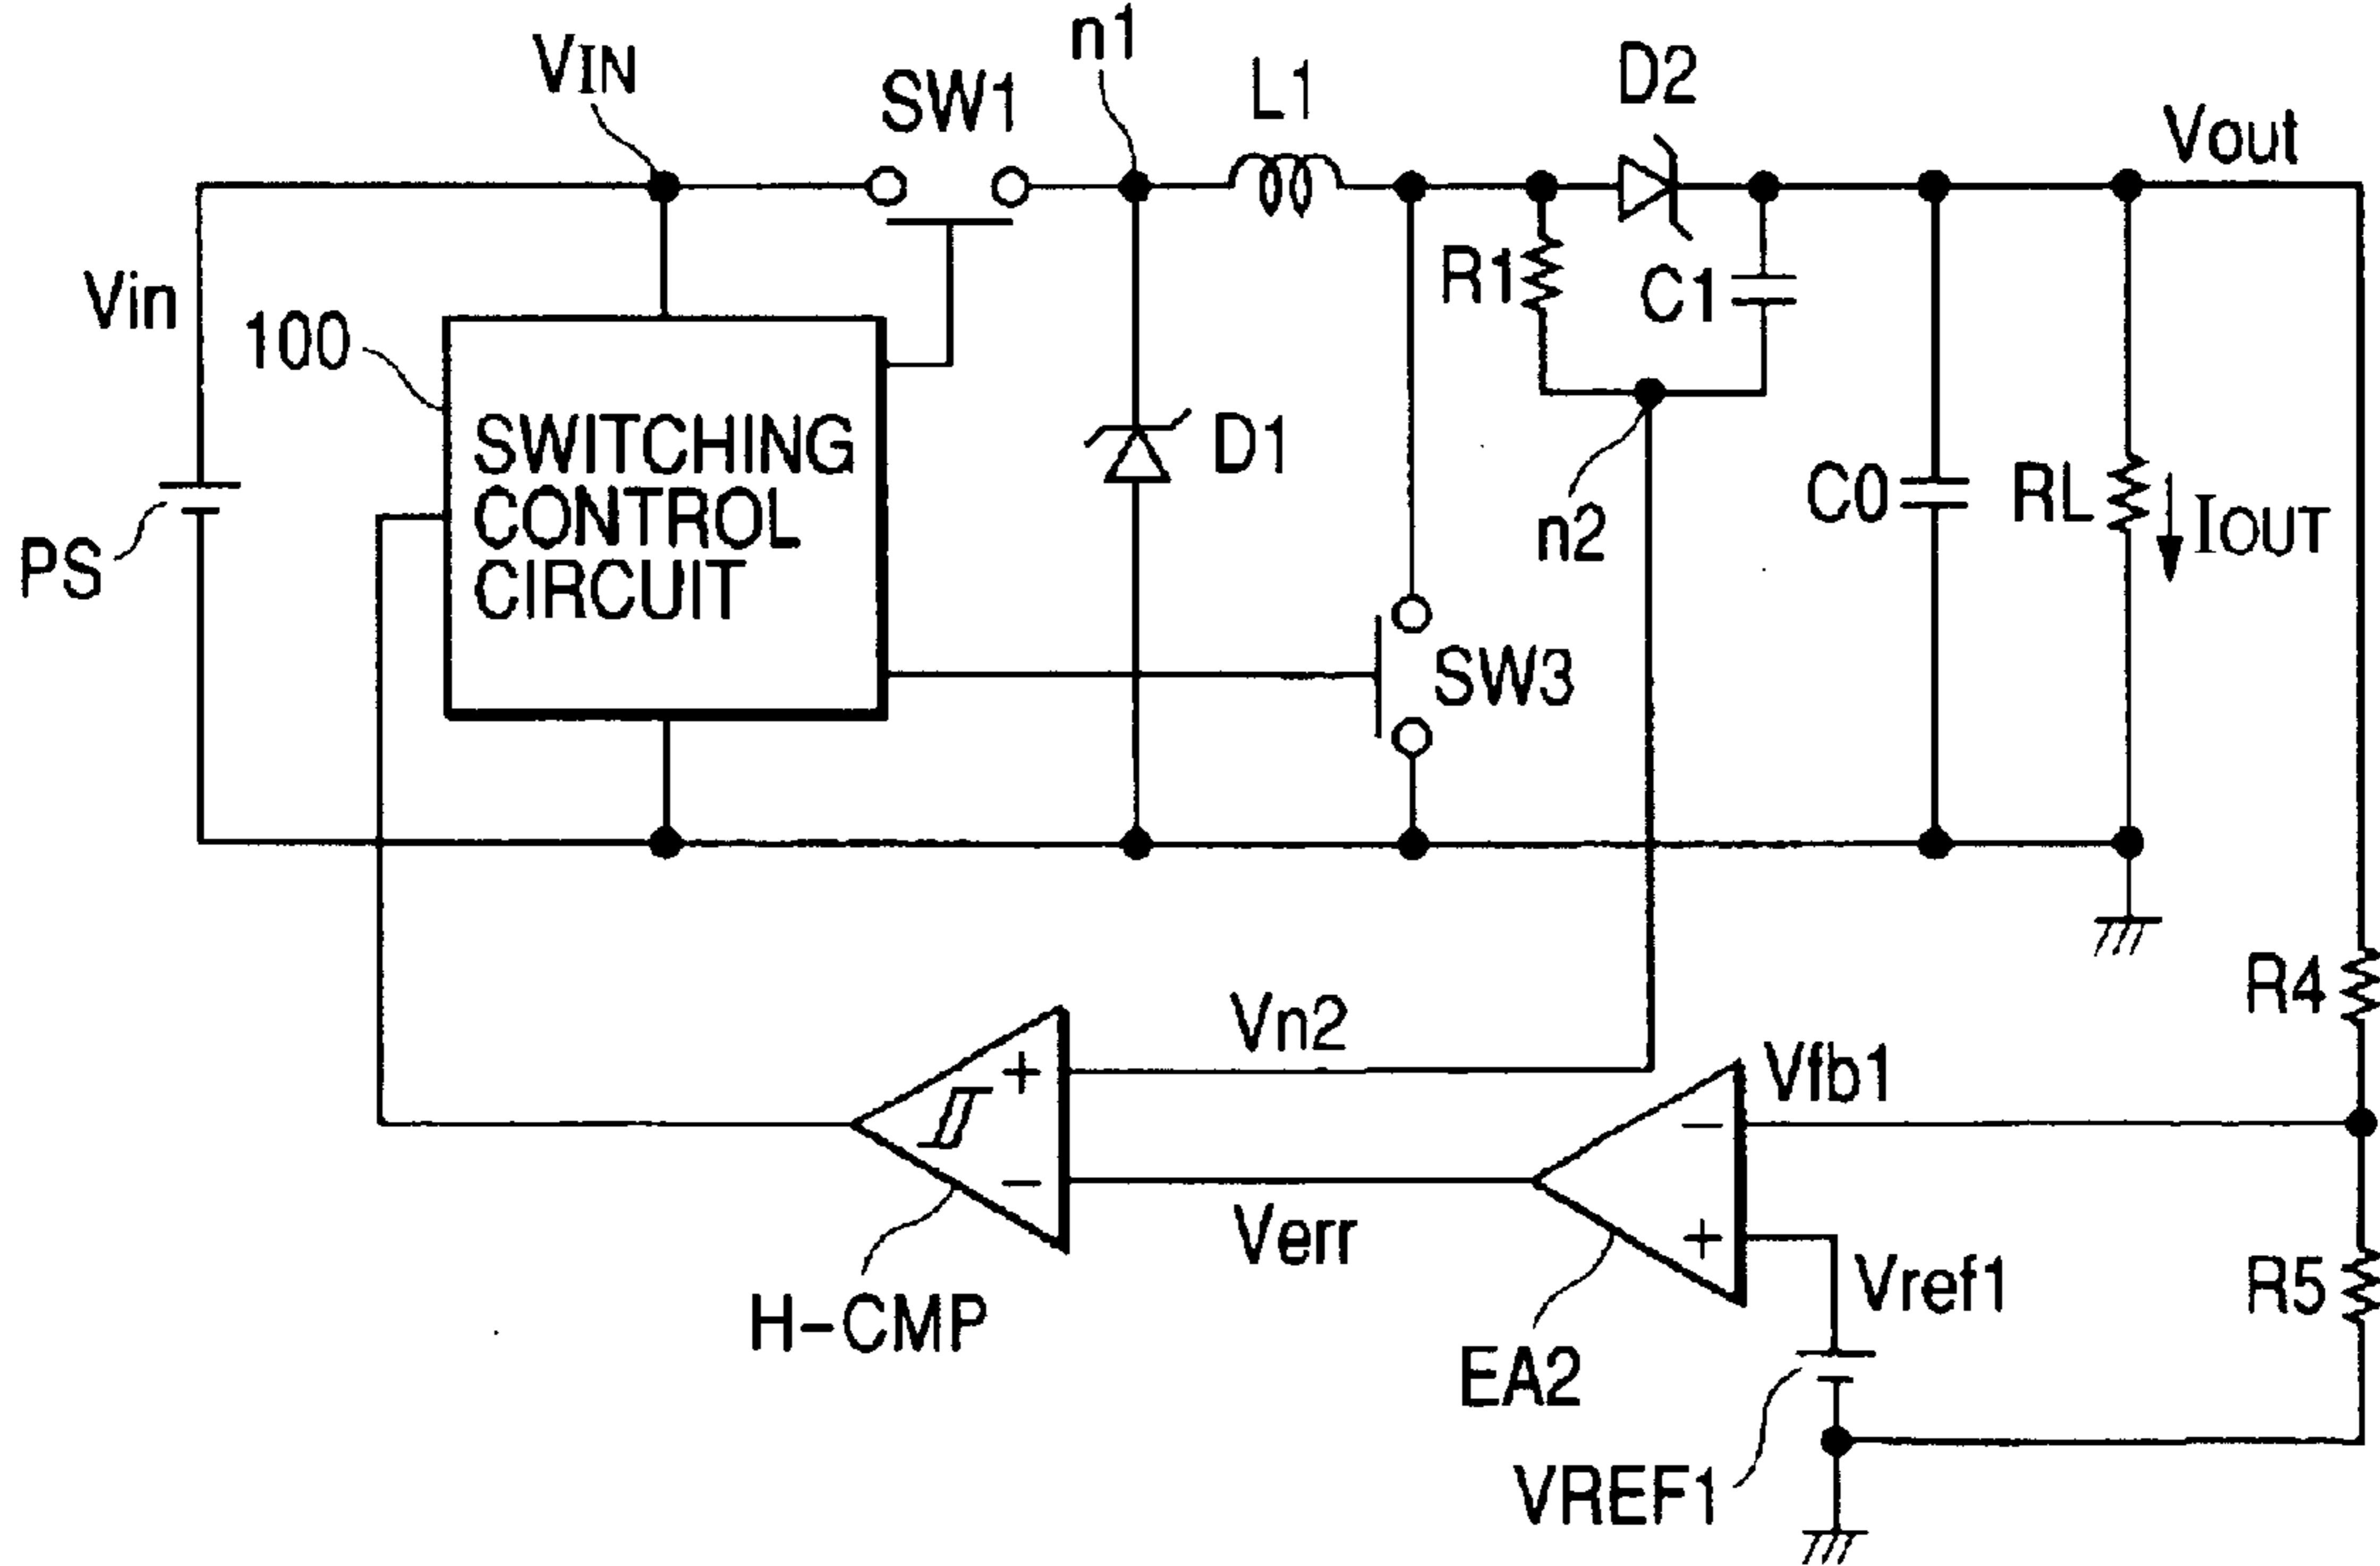 n1
VIN
SW1
L1
D2
Vout
Vin
100
R1
C1
SWITCHING
CONTROL
CIRCUIT
D1
C0
RL
IOUT
PS
n2
SW3
R4
Vn2
Vfb1
+
−
−
+
Verr
Vref1
R5
H-CMP
EA2
VREF1